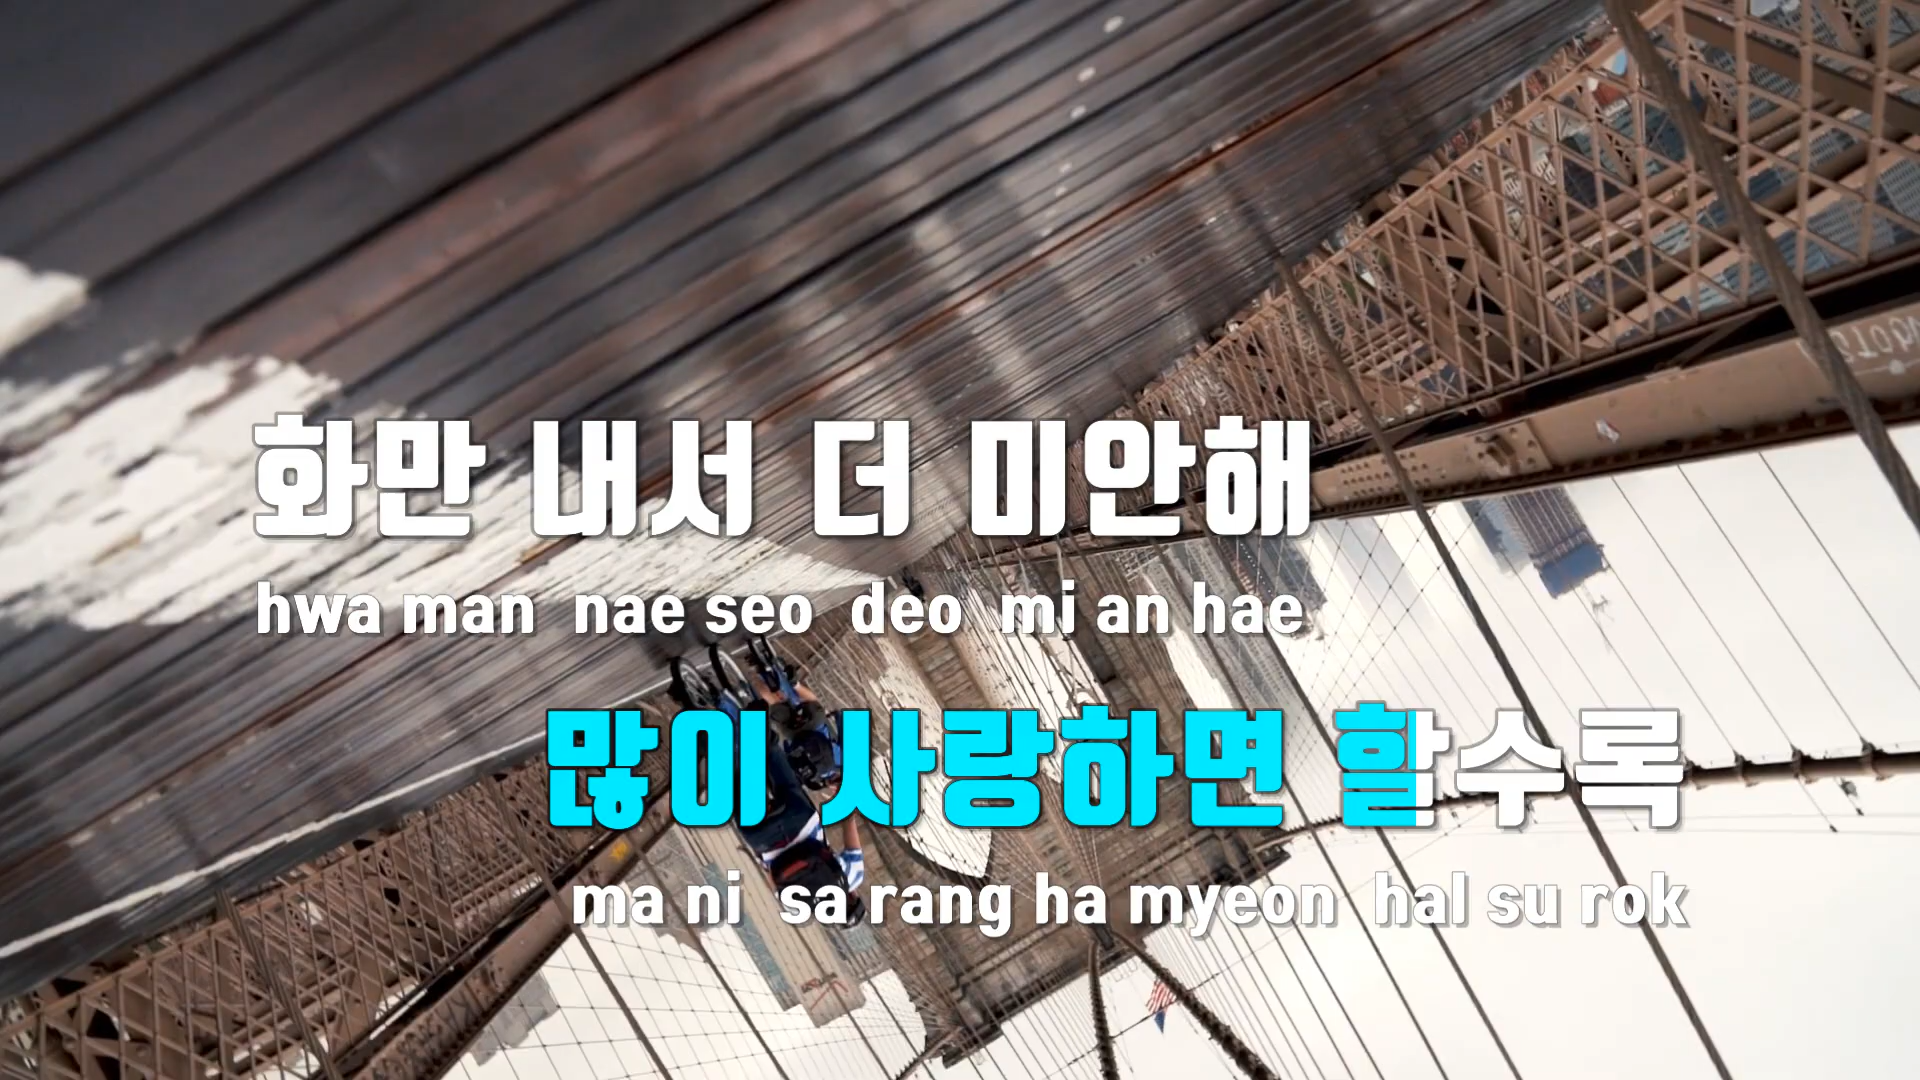 화만 내서 더 미안해
hwa man nae seo deo mi an hae
많이 사랑하면 할수록
ma ni sa rang ha myeon hal su rok